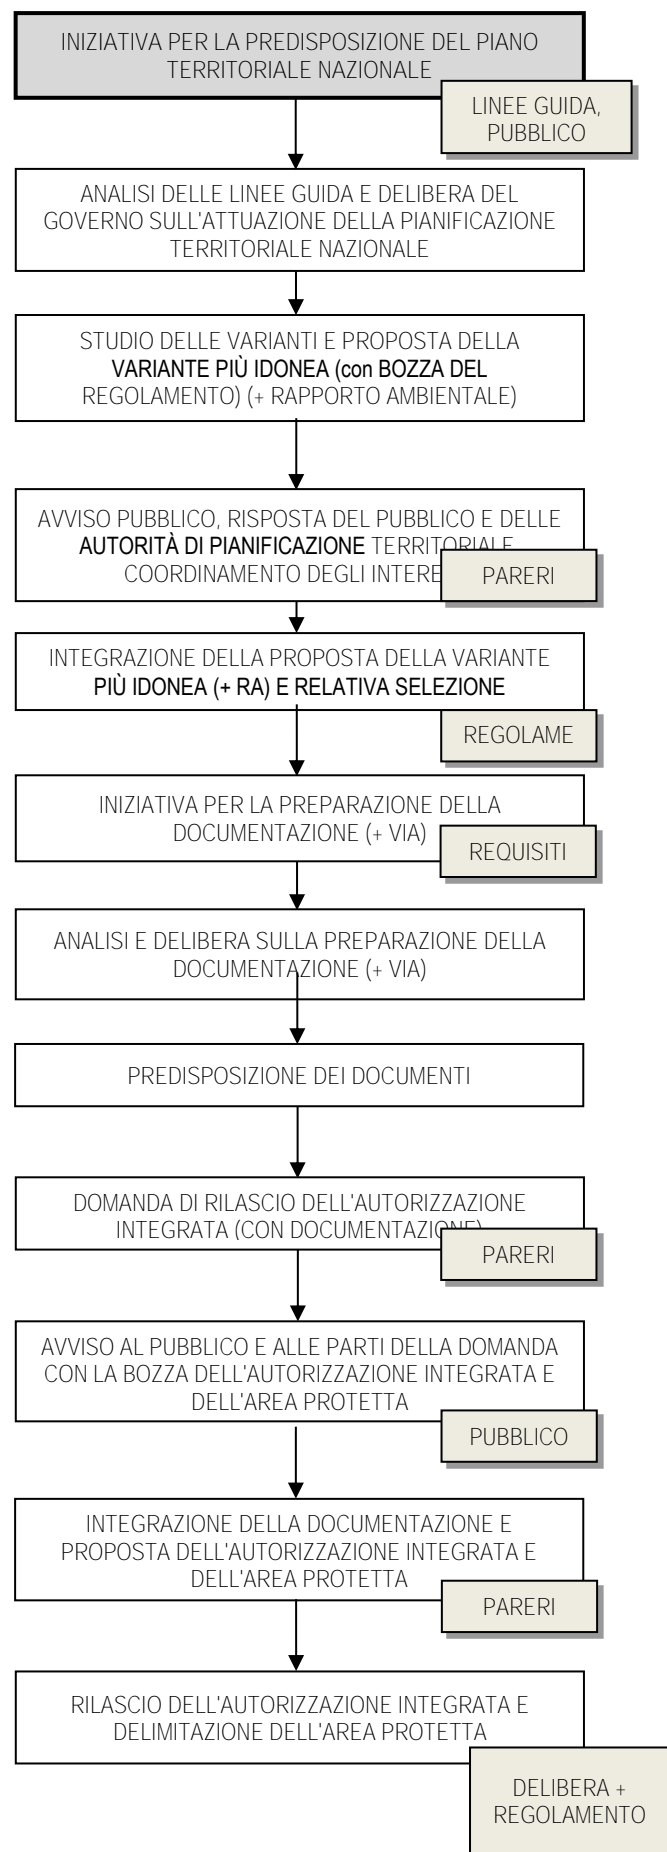 INIZIATIVA PER LA PREDISPOSIZIONE DEL PIANO
TERRITORIALE NAZIONALE
LINEE GUIDA,
PUBBLICO
ANALISI DELLE LINEE GUIDA E DELIBERA DEL
GOVERNO SULL'ATTUAZIONE DELLA PIANIFICAZIONE
TERRITORIALE NAZIONALE
STUDIO DELLE VARIANTI E PROPOSTA DELLA
VARIANTE PIÙ IDONEA (con BOZZA DEL
REGOLAMENTO) (+ RAPPORTO AMBIENTALE)
AVVISO PUBBLICO, RISPOSTA DEL PUBBLICO E DELLE
AUTORITÀ DI PIANIFICAZIONE TERRITORIALE,
COORDINAMENTO DEGLI INTERE
PARERI
INTEGRAZIONE DELLA PROPOSTA DELLA VARIANTE
PIÙ IDONEA (+ RA) E RELATIVA SELEZIONE
REGOLAME
INIZIATIVA PER LA PREPARAZIONE DELLA
DOCUMENTAZIONE (+ VIA)
REQUISITI
ANALISI E DELIBERA SULLA PREPARAZIONE DELLA
DOCUMENTAZIONE (+ VIA)
PREDISPOSIZIONE DEI DOCUMENTI
DOMANDA DI RILASCIO DELL'AUTORIZZAZIONE
INTEGRATA (CON DOCUMENTAZIONE)
PARERI
AVVISO AL PUBBLICO E ALLE PARTI DELLA DOMANDA
CON LA BOZZA DELL'AUTORIZZAZIONE INTEGRATA E
DELL'AREA PROTETTA
PUBBLICO
INTEGRAZIONE DELLA DOCUMENTAZIONE E
PROPOSTA DELL'AUTORIZZAZIONE INTEGRATA E
DELL'AREA PROTETTA
PARERI
RILASCIO DELL'AUTORIZZAZIONE INTEGRATA E
DELIMITAZIONE DELL'AREA PROTETTA
DELIBERA +
REGOLAMENTO